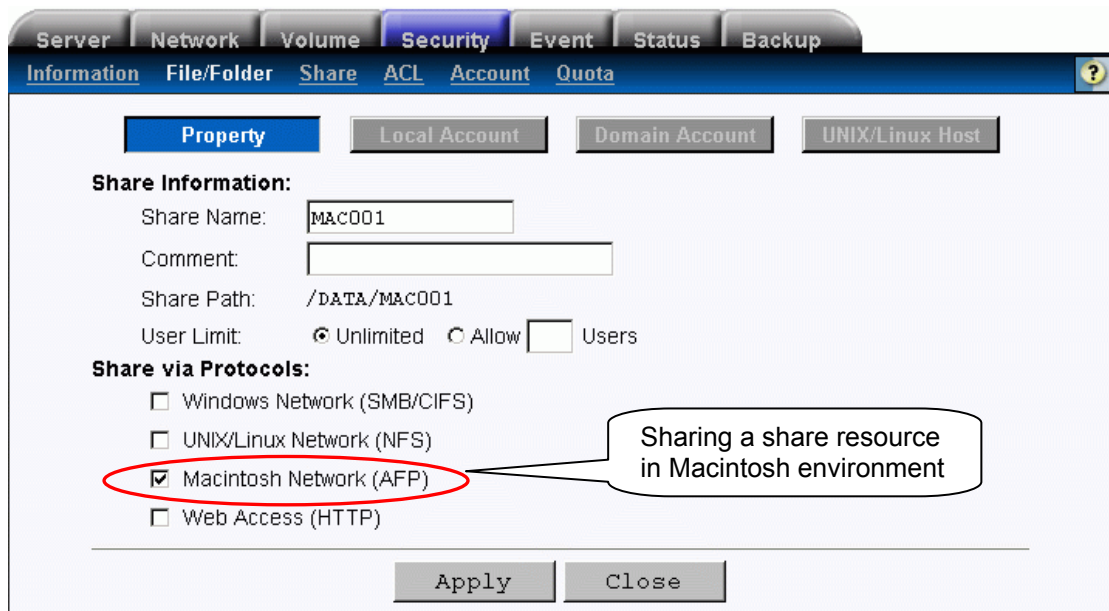 Server Network Volume Security Event Status Backup
Information File/Folder Share ACL Account Quota ?
Property Local Account Domain Account UNIX/Linux Host
Share Information:
Share Name: MAC001
Comment:
Share Path: /DATA/MAC001
User Limit: Unlimited Allow Users
Share via Protocols:
Windows Network (SMB/CIFS)
UNIX/Linux Network (NFS)
Macintosh Network (AFP)
Web Access (HTTP)
Sharing a share resource
in Macintosh environment
Apply Close